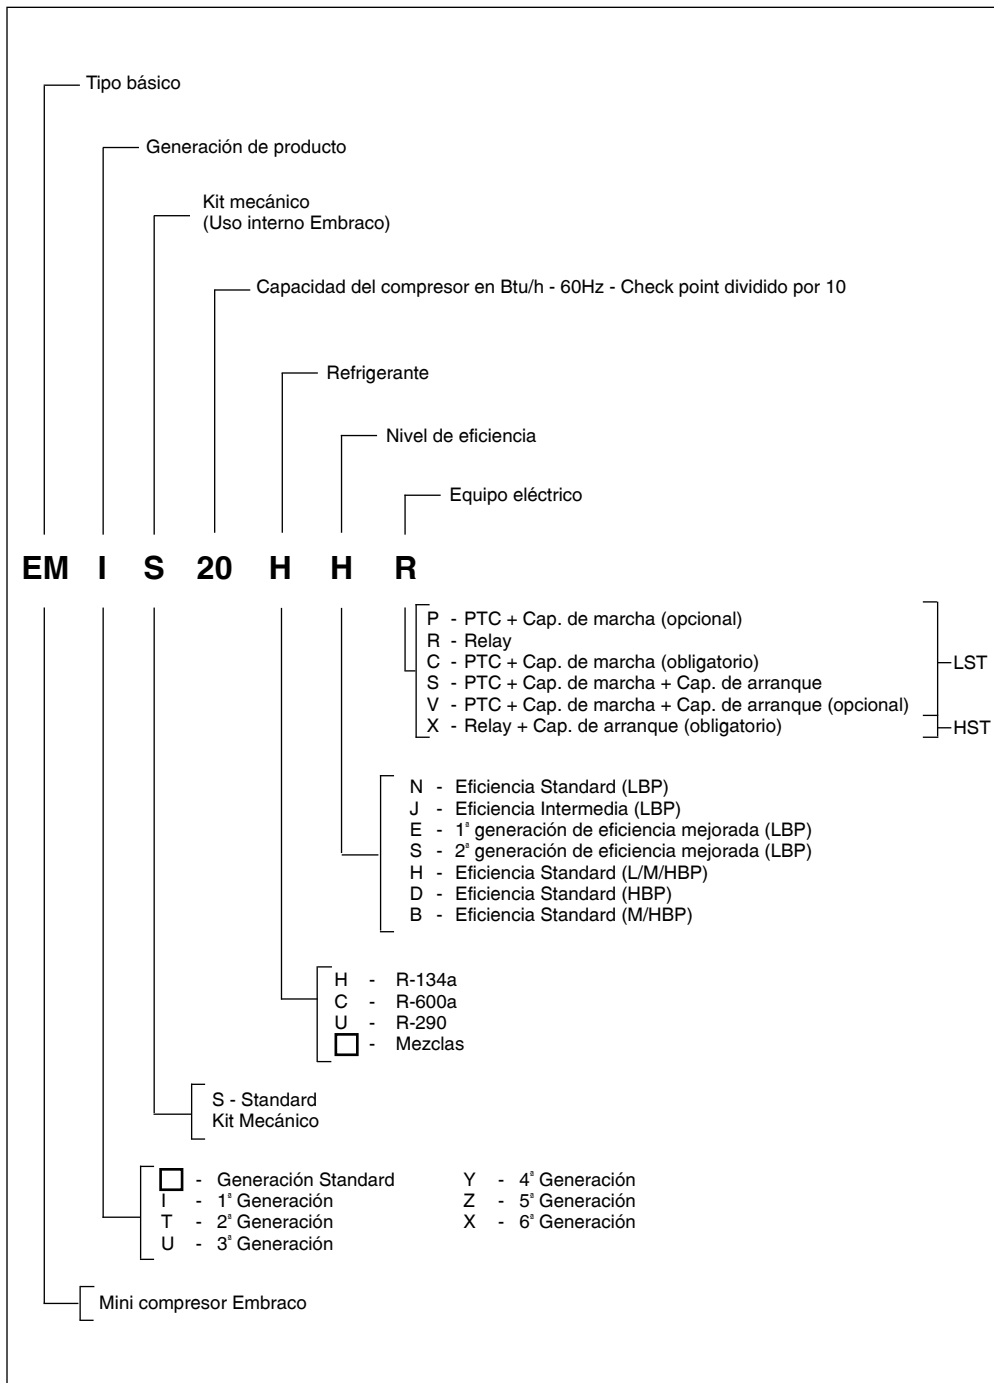 Tipo básico
Generación de producto
Kit mecánico
(Uso interno Embraco)
Capacidad del compresor en Btu/h - 60Hz - Check point dividido por 10
Refrigerante
Nivel de eficiencia
Equipo eléctrico
EM I S 20 H H R
P - PTC + Cap. de marcha (opcional)
R - Relay
C - PTC + Cap. de marcha (obligatorio)
S - PTC + Cap. de marcha + Cap. de arranque
V - PTC + Cap. de marcha + Cap. de arranque (opcional)
X - Relay + Cap. de arranque (obligatorio)
LST
HST
N - Eficiencia Standard (LBP)
J - Eficiencia Intermedia (LBP)
E - 1ª generación de eficiencia mejorada (LBP)
S - 2ª generación de eficiencia mejorada (LBP)
H - Eficiencia Standard (L/M/HBP)
D - Eficiencia Standard (HBP)
B - Eficiencia Standard (M/HBP)
H - R-134a
C - R-600a
U - R-290
- Mezclas
S - Standard
Kit Mecánico
- Generación Standard
I - 1ª Generación
T - 2ª Generación
U - 3ª Generación
Y - 4ª Generación
Z - 5ª Generación
X - 6ª Generación
Mini compresor Embraco